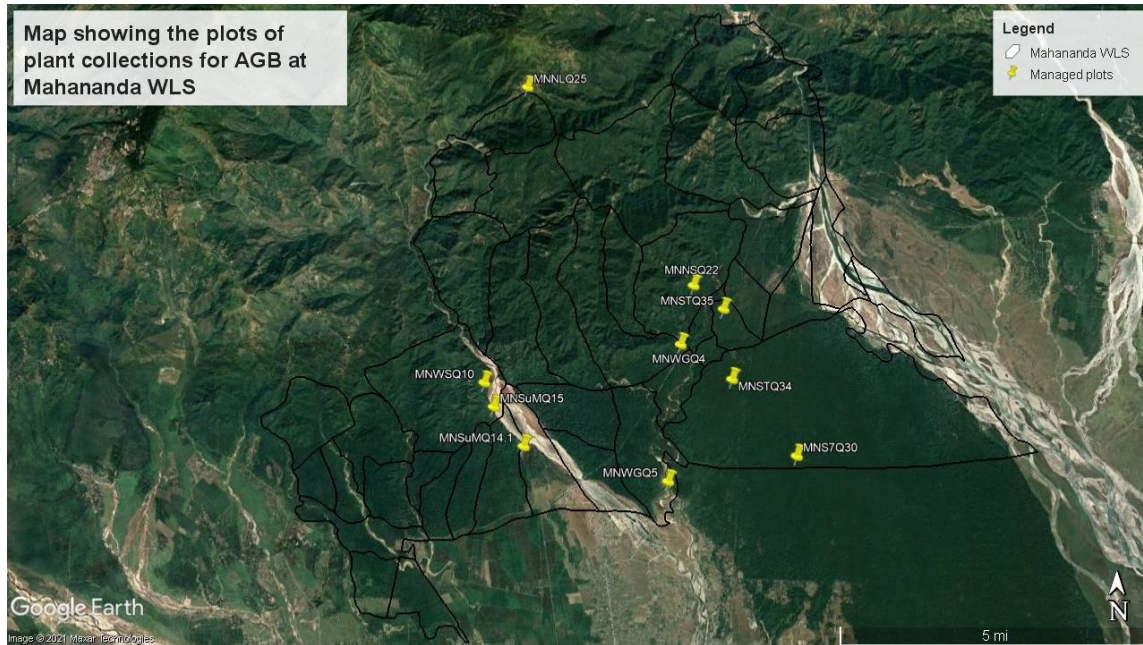 Map showing the plots of
plant collections for AGB at
Mahananda WLS
Legend
Mahananda WLS
Managed plots
MNNLQ25
MNNSQ22
MNSTQ35
MNWGQ4
MNWSQ10
MNSTQ34
MNSuMQ15
MNSuMQ14.1
MNS7Q30
MNWGQ5
Google Earth
N
Image © 2021 Maxar Technologies
5 mi